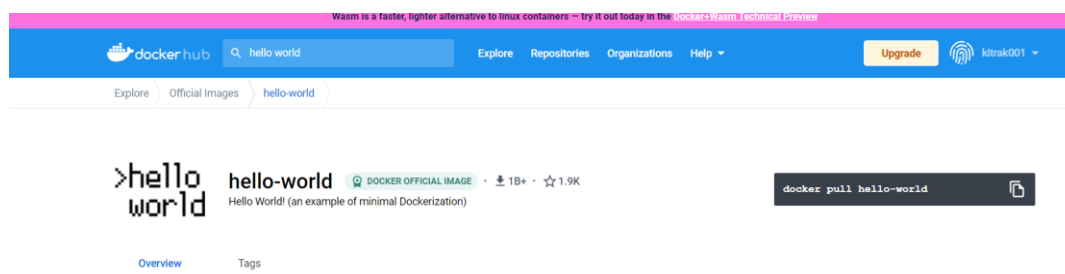 Wasm is a faster, lighter alternative to linux containers — try it out today in the Docker+Wasm Technical Preview
dockerhub hello world Explore Repositories Organizations Help Upgrade kitrak001
Explore Official Images hello-world
>hello
world
hello-world DOCKER OFFICIAL IMAGE · 1B+ · 1.9K
Hello World! (an example of minimal Dockerization)
docker pull hello-world
Overview Tags